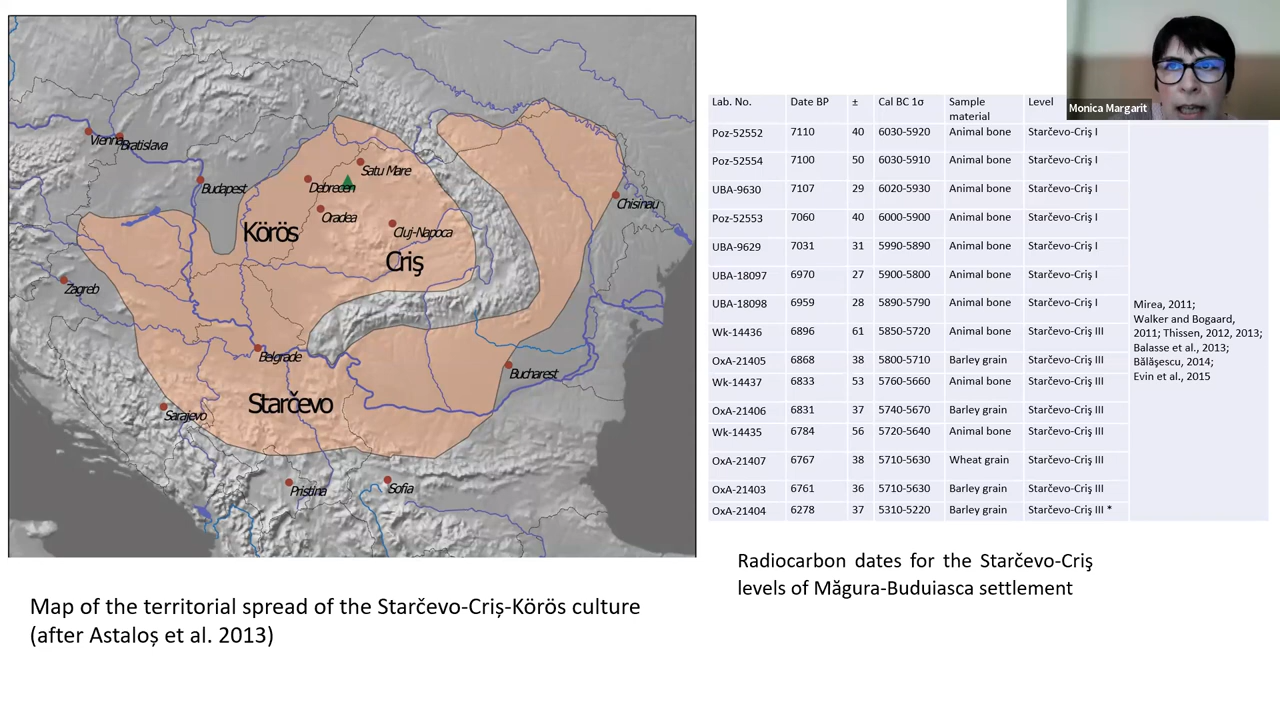 Vienna
Bratislava
Budapest
Satu Mare
Debrecen
Oradea
Cluj-Napoca
Chisinau
Körös
Criş
Zagreb
Belgrade
Bucharest
Sarajevo
Starčevo
Pristina
Sofia
Map of the territorial spread of the Starčevo-Criș-Körös culture
(after Astaloș et al. 2013)
Monica Margarit
Lab. No. Date BP ± Cal BC 1σ Sample material Level
Poz-52552 7110 40 6030-5920 Animal bone Starčevo-Criş I
Poz-52554 7100 50 6030-5910 Animal bone Starčevo-Criş I
UBA-9630 7107 29 6020-5930 Animal bone Starčevo-Criş I
Poz-52553 7060 40 6000-5900 Animal bone Starčevo-Criş I
UBA-9629 7031 31 5990-5890 Animal bone Starčevo-Criş I
UBA-18097 6970 27 5900-5800 Animal bone Starčevo-Criş I
UBA-18098 6959 28 5890-5790 Animal bone Starčevo-Criş I
Wk-14436 6896 61 5850-5720 Animal bone Starčevo-Criş III
OxA-21405 6868 38 5800-5710 Barley grain Starčevo-Criş III
Wk-14437 6833 53 5760-5660 Animal bone Starčevo-Criş III
OxA-21406 6831 37 5740-5670 Barley grain Starčevo-Criş III
Wk-14435 6784 56 5720-5640 Animal bone Starčevo-Criş III
OxA-21407 6767 38 5710-5630 Wheat grain Starčevo-Criş III
OxA-21403 6761 36 5710-5630 Barley grain Starčevo-Criş III
OxA-21404 6278 37 5310-5220 Barley grain Starčevo-Criş III *
Mirea, 2011;
Walker and Bogaard,
2011; Thissen, 2012, 2013;
Balasse et al., 2013;
Bălăşescu, 2014;
Evin et al., 2015
Radiocarbon dates for the Starčevo-Criş
levels of Măgura-Buduiasca settlement